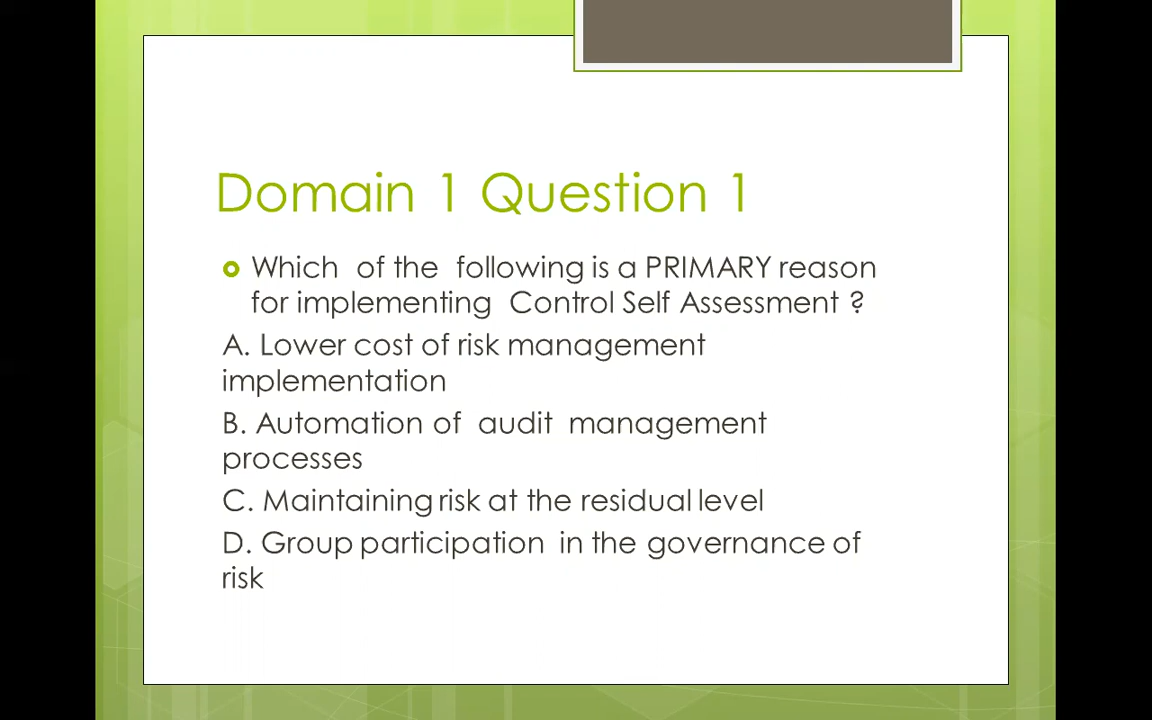 Domain 1 Question 1
Which of the following is a PRIMARY reason
for implementing Control Self Assessment ?
A. Lower cost of risk management
implementation
B. Automation of audit management
processes
C. Maintaining risk at the residual level
D. Group participation in the governance of
risk